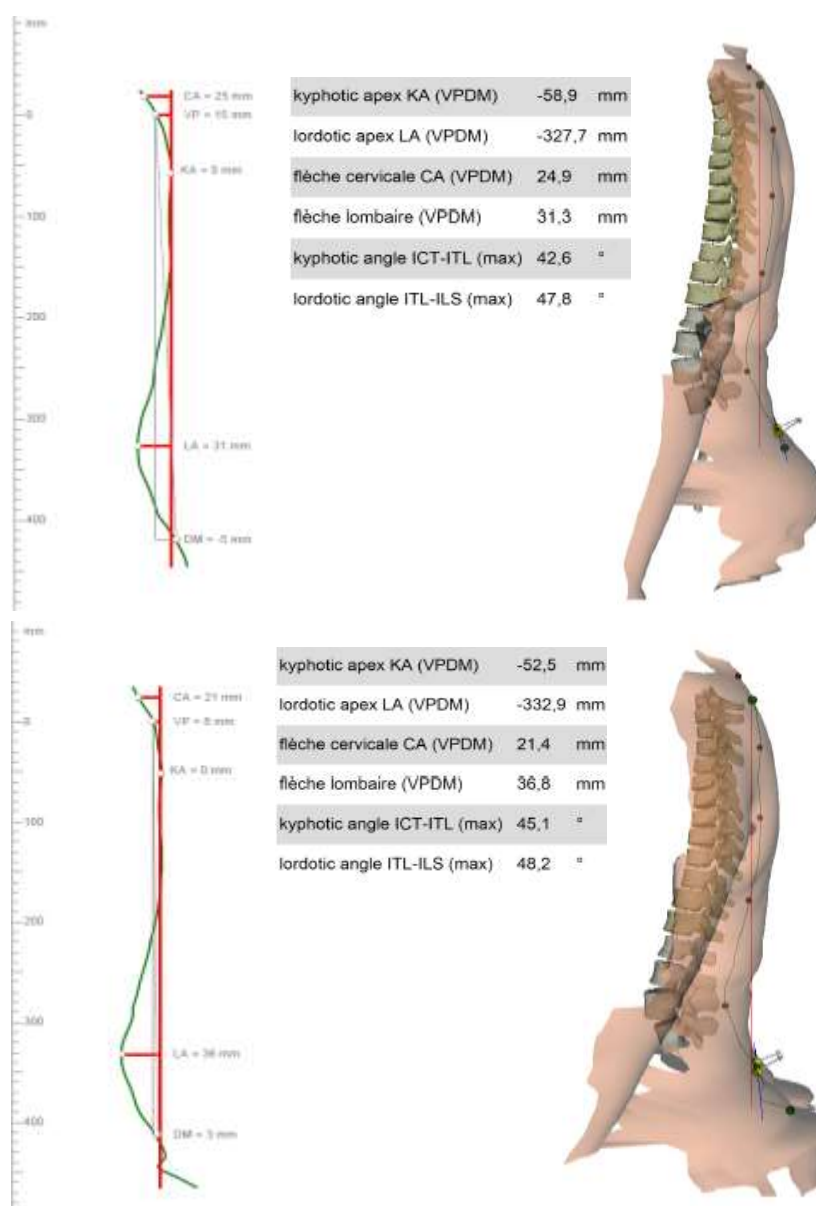 mm
CA = 25 mm
VP = 15 mm
0
KA = 0 mm
-100
-200
-300
LA = 31 mm
-400
DM = -5 mm
kyphotic apex KA (VPDM) -58,9 mm
lordotic apex LA (VPDM) -327,7 mm
flèche cervicale CA (VPDM) 24,9 mm
flèche lombaire (VPDM) 31,3 mm
kyphotic angle ICT-ITL (max) 42,6 °
lordotic angle ITL-ILS (max) 47,8 °
mm
CA = 21 mm
VP = 8 mm
0
KA = 0 mm
-100
-200
-300
LA = 36 mm
-400
DM = 3 mm
kyphotic apex KA (VPDM) -52,5 mm
lordotic apex LA (VPDM) -332,9 mm
flèche cervicale CA (VPDM) 21,4 mm
flèche lombaire (VPDM) 36,8 mm
kyphotic angle ICT-ITL (max) 45,1 °
lordotic angle ITL-ILS (max) 48,2 °